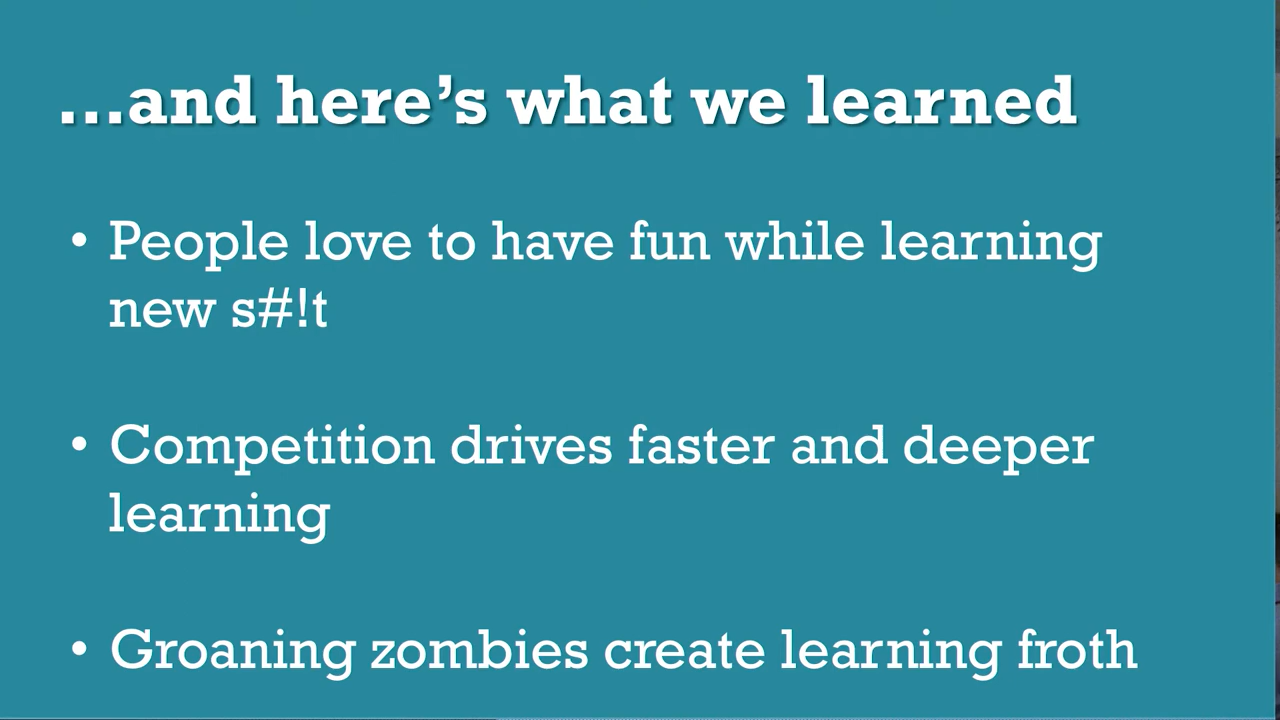 ...and here's what we learned
• People love to have fun while learning
new s#!t
• Competition drives faster and deeper
learning
• Groaning zombies create learning froth